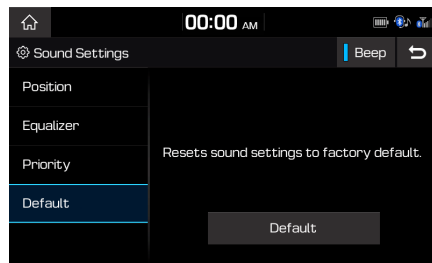 00:00 AM
Sound Settings
Beep
Position
Equalizer
Priority
Default
Resets sound settings to factory default.
Default